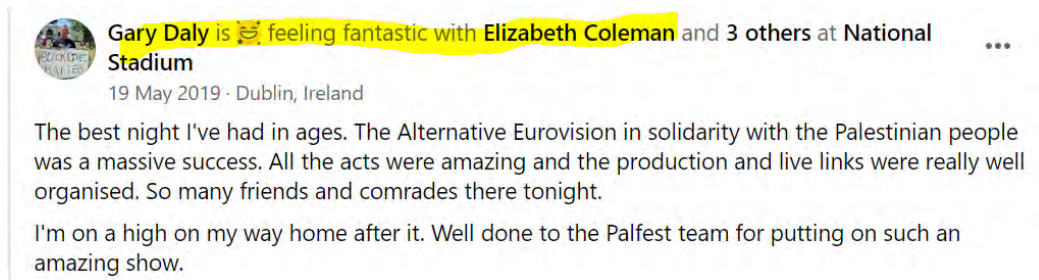 Gary Daly is 😁 feeling fantastic with Elizabeth Coleman and 3 others at National
Stadium
19 May 2019 · Dublin, Ireland
The best night I've had in ages. The Alternative Eurovision in solidarity with the Palestinian people
was a massive success. All the acts were amazing and the production and live links were really well
organised. So many friends and comrades there tonight.
I'm on a high on my way home after it. Well done to the Palfest team for putting on such an
amazing show.